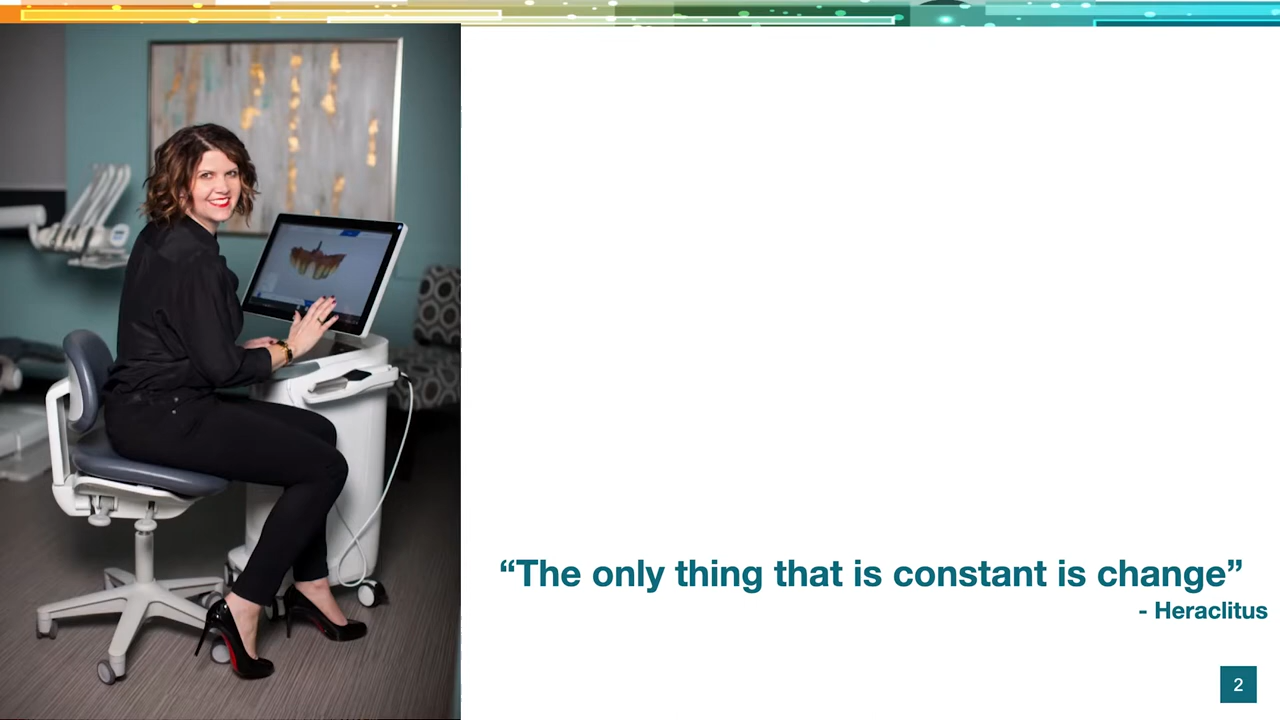 “The only thing that is constant is change”
- Heraclitus
2